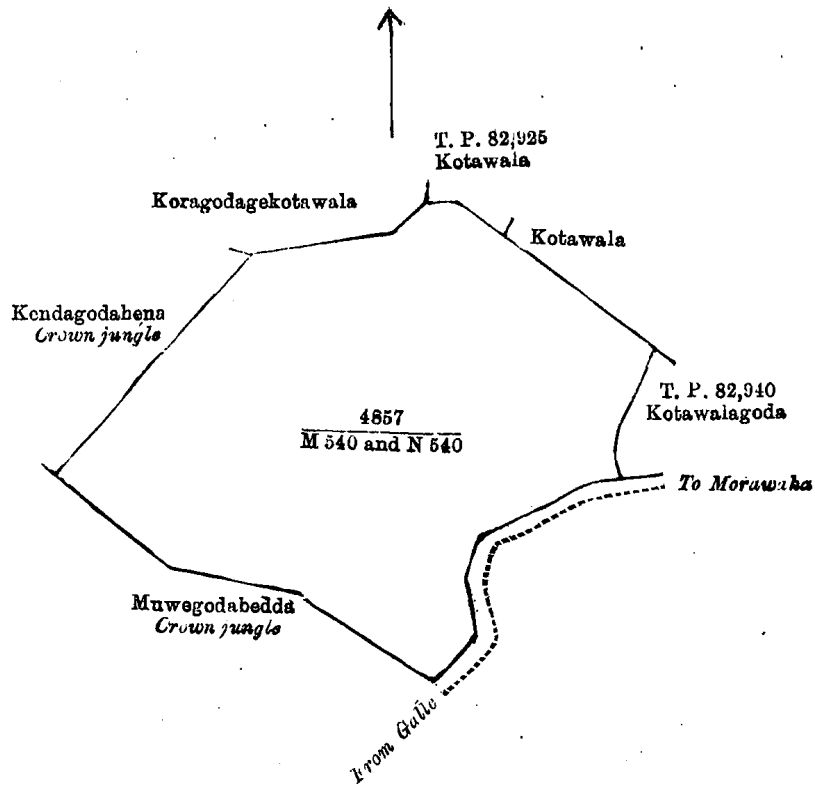 T. P. 82,925
Kotawala
Koragodagekotawala
Kotawala
Kendagodahena
Crown jungle
T. P. 82,940
Kotawalagoda
4857
M 540 and N 540
To Morawaka
Muwegodabedda
Crown jungle
From Galle